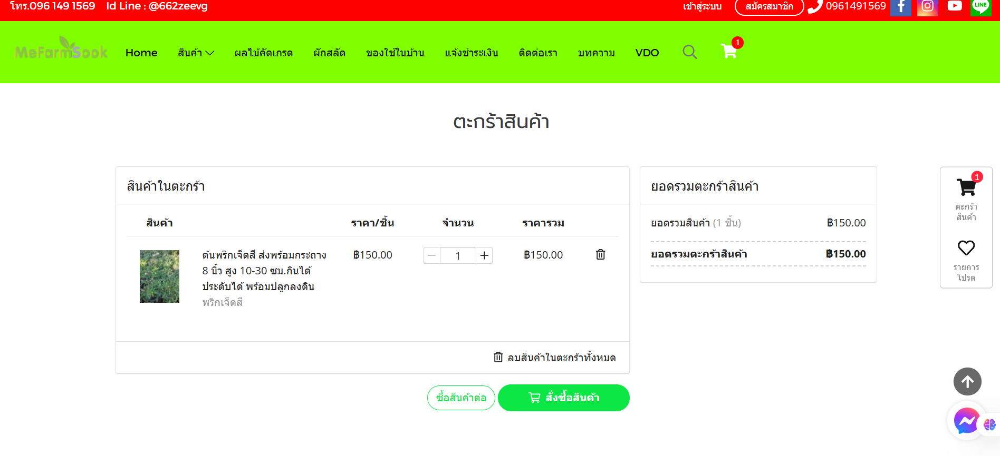 โทร.096 149 1569 Id Line : @662zeevg เข้าสู่ระบบ สมัครสมาชิก 0961491569 LINE
MeFarmSook Home สินค้า ผลไม้คัดเกรด ผักสลัด ของใช้ในบ้าน แจ้งชำระเงิน ติดต่อเรา บทความ VDO 1
ตะกร้าสินค้า
สินค้าในตะกร้า
สินค้า ราคา/ชิ้น จำนวน ราคารวม
ต้นพริกเจ็ดสี ส่งพร้อมกระถาง ฿150.00 1 ฿150.00
8 นิ้ว สูง 10-30 ซม.กินได้
ประดับได้ พร้อมปลูกลงดิน
พริกเจ็ดสี
ลบสินค้าในตะกร้าทั้งหมด
ซื้อสินค้าต่อ สั่งซื้อสินค้า
ยอดรวมตะกร้าสินค้า
ยอดรวมสินค้า (1 ชิ้น) ฿150.00
ยอดรวมตะกร้าสินค้า ฿150.00
1
ตะกร้า
สินค้า
รายการ
โปรด